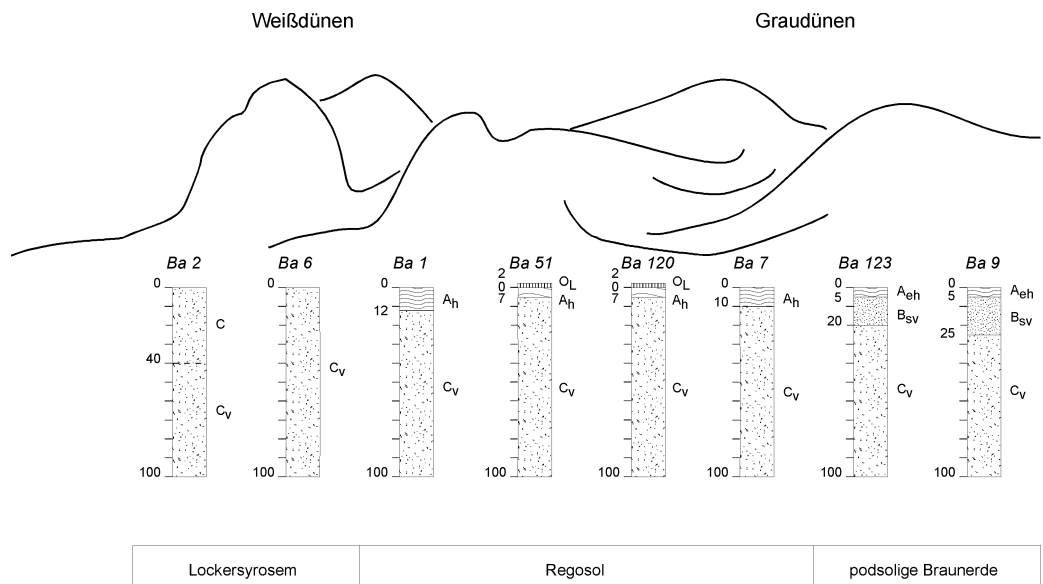 Weißdünen Graudünen
Ba 2 Ba 6 Ba 1 Ba 51 Ba 120 Ba 7 Ba 123 Ba 9
2 2
0 0 0 0 OL 0 OL 0 0 Aeh 0 Aeh
7 Ah 7 Ah 5 5
12 Ah 10 Ah
C 20 Bsv 25 Bsv
40
Cv Cv Cv Cv Cv Cv Cv Cv
100 100 100 100 100 100 100 100
Lockersyrosem Regosol podsolige Braunerde